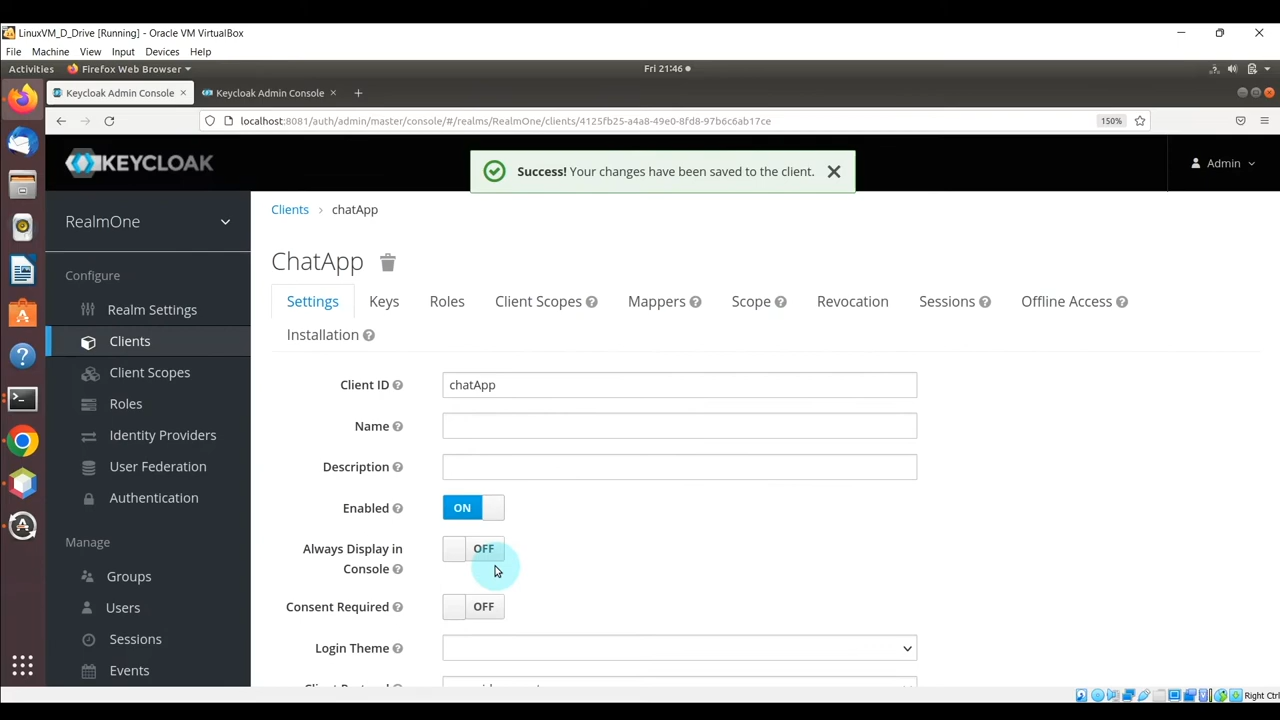 LinuxVM_D_Drive [Running] - Oracle VM VirtualBox
File Machine View Input Devices Help
Activities Firefox Web Browser Fri 21:46
Keycloak Admin Console Keycloak Admin Console
localhost:8081/auth/admin/master/console/#/realms/RealmOne/clients/4125fb25-a4a8-49e0-8fd8-97b6c6ab17ce 150%
KEYCLOAK
Success! Your changes have been saved to the client.
Admin
RealmOne
Configure
Realm Settings
Clients
Client Scopes
Roles
Identity Providers
User Federation
Authentication
Manage
Groups
Users
Sessions
Events
Clients > chatApp
ChatApp
Settings Keys Roles Client Scopes Mappers Scope Revocation Sessions Offline Access
Installation
Client ID chatApp
Name
Description
Enabled ON
Always Display in
Console OFF
Consent Required OFF
Login Theme
Right Ctrl